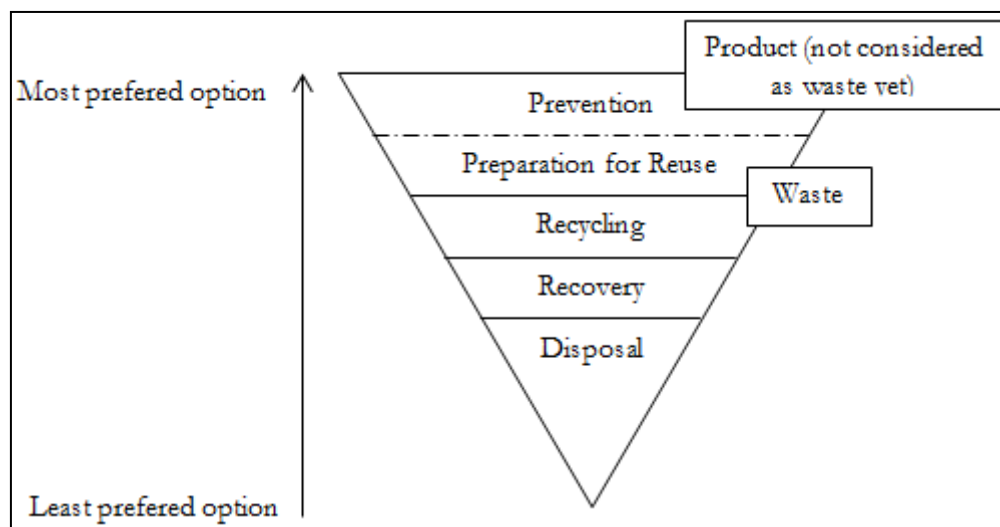 Product (not considered
as waste vet)
Most prefered option
Prevention
Preparation for Reuse
Waste
Recycling
Recovery
Disposal
Least prefered option